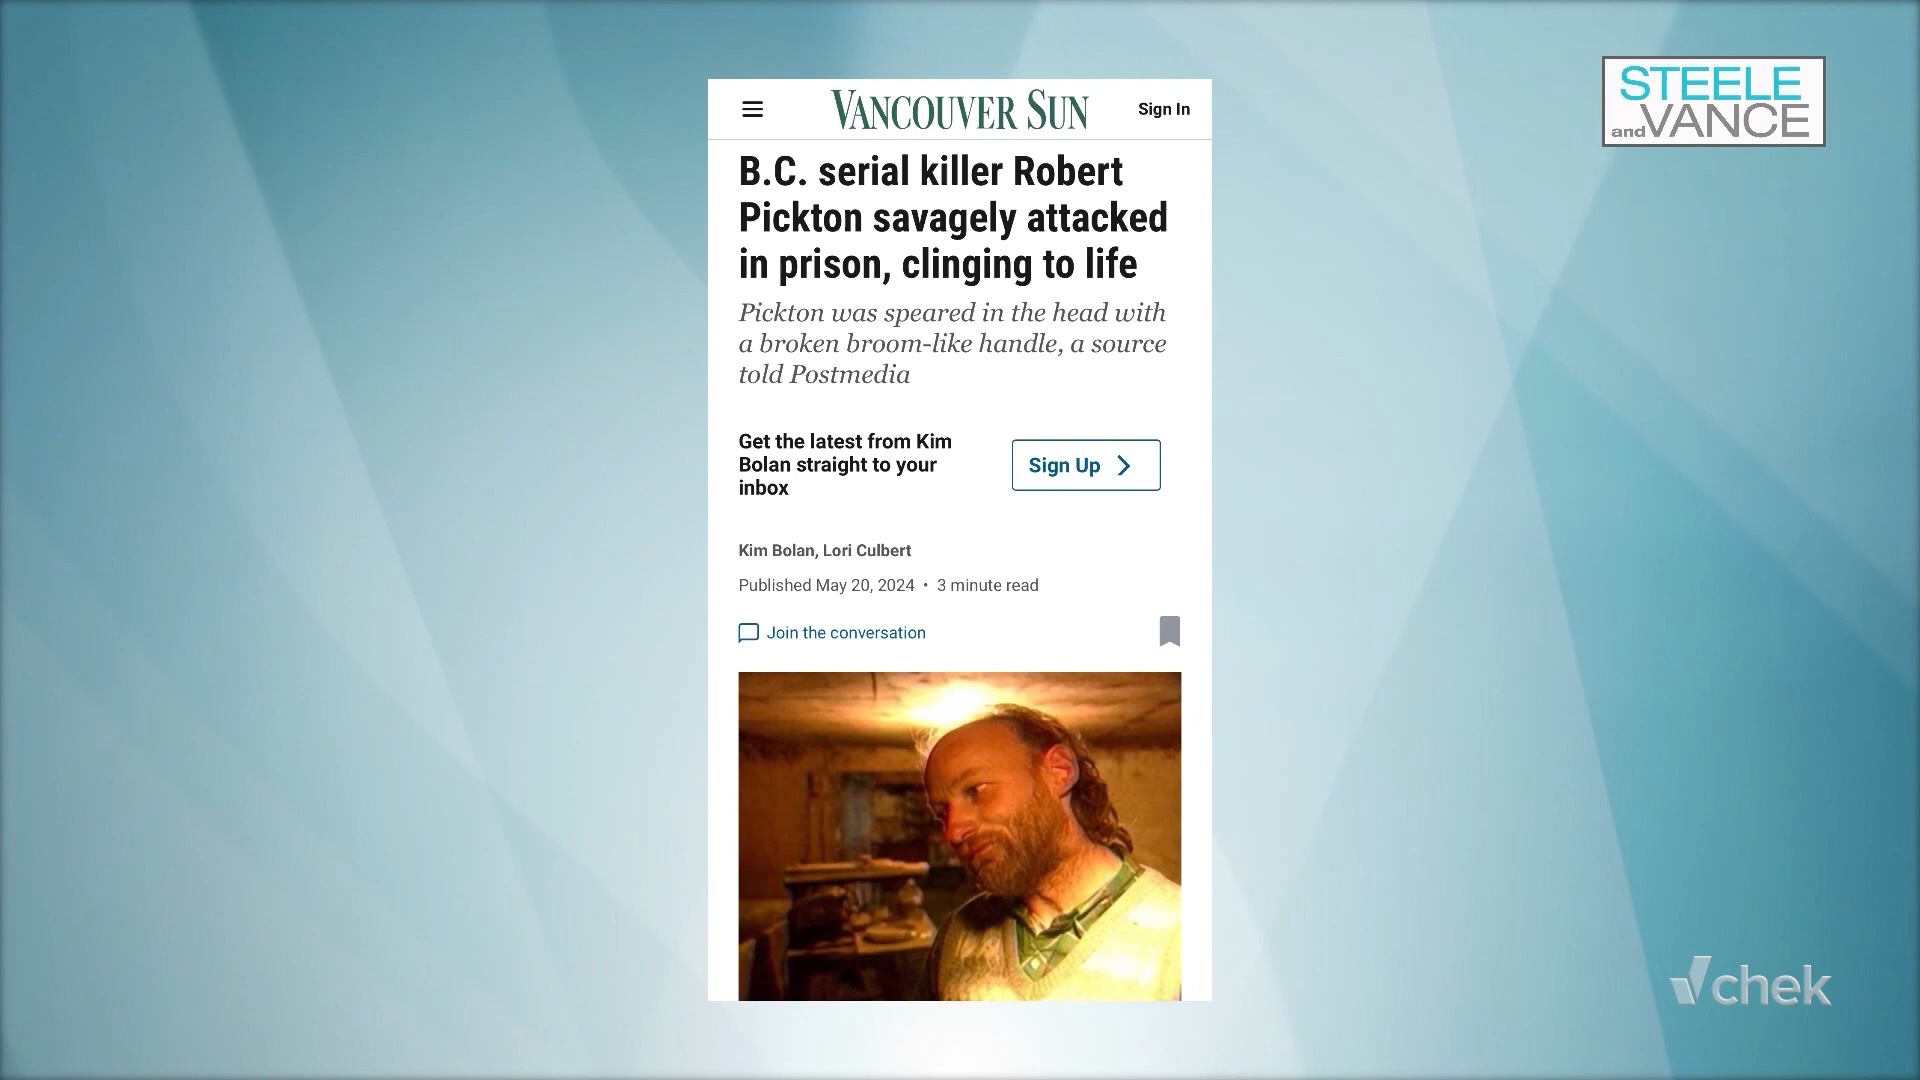 STEELE
andVANCE
VANCOUVER SUN
Sign In
B.C. serial killer Robert
Pickton savagely attacked
in prison, clinging to life
Pickton was speared in the head with
a broken broom-like handle, a source
told Postmedia
Get the latest from Kim
Bolan straight to your
inbox
Sign Up
Kim Bolan, Lori Culbert
Published May 20, 2024 • 3 minute read
Join the conversation
chek